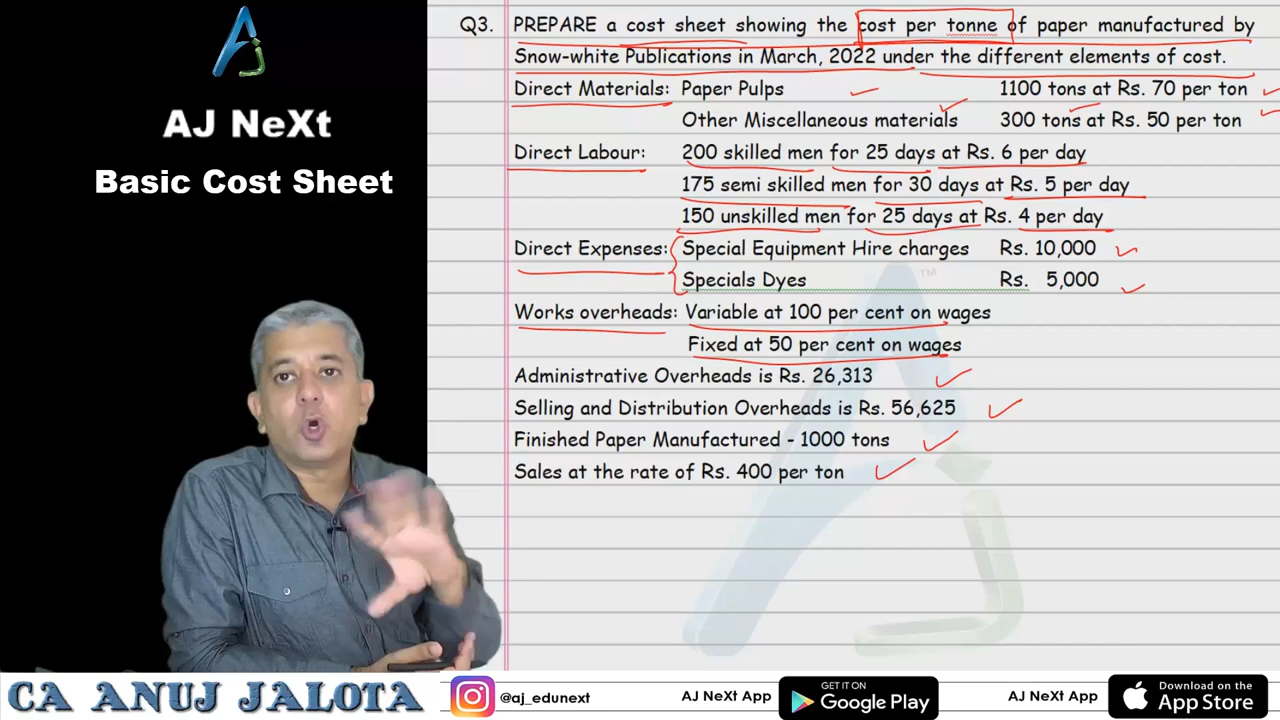 AJ NeXt
Basic Cost Sheet
Q3. PREPARE a cost sheet showing the cost per tonne of paper manufactured by
Snow-white Publications in March, 2022 under the different elements of cost.
Direct Materials: Paper Pulps 1100 tons at Rs. 70 per ton
Other Miscellaneous materials 300 tons at Rs. 50 per ton
Direct Labour: 200 skilled men for 25 days at Rs. 6 per day
175 semi skilled men for 30 days at Rs. 5 per day
150 unskilled men for 25 days at Rs. 4 per day
Direct Expenses: Special Equipment Hire charges Rs. 10,000
Specials Dyes Rs. 5,000
Works overheads: Variable at 100 per cent on wages
Fixed at 50 per cent on wages
Administrative Overheads is Rs. 26,313
Selling and Distribution Overheads is Rs. 56,625
Finished Paper Manufactured - 1000 tons
Sales at the rate of Rs. 400 per ton
TM
CA ANUJ JALOTA
@aj_edunext
AJ NeXt App
GET IT ON
Google Play
AJ NeXt App
Download on the
App Store